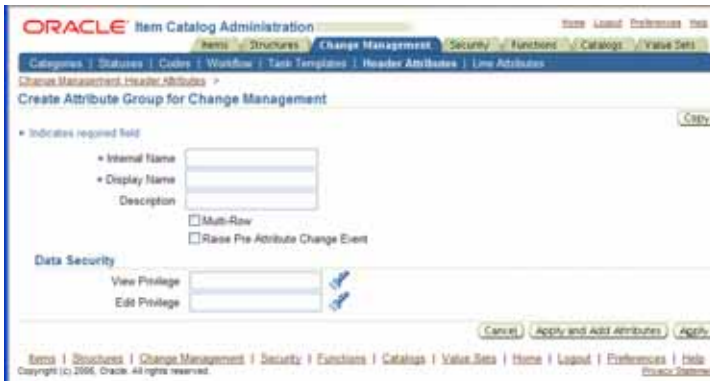 ORACLE Item Catalog Administration
Home Logout Preferences Help
Items Structures Change Management Security Functions Catalogs Value Sets
Categories | Statuses | Codes | Workflow | Task Templates | Header Attributes | Line Attributes
Change Management: Header Attributes >
Create Attribute Group for Change Management
Copy
* Indicates required field
* Internal Name
* Display Name
Description
Multi-Row
Raise Pre Attribute Change Event
Data Security
View Privilege
Edit Privilege
Cancel Apply and Add Attributes Apply
Items | Structures | Change Management | Security | Functions | Catalogs | Value Sets | Home | Logout | Preferences | Help
Copyright (c) 2006, Oracle. All rights reserved.
Privacy Statement